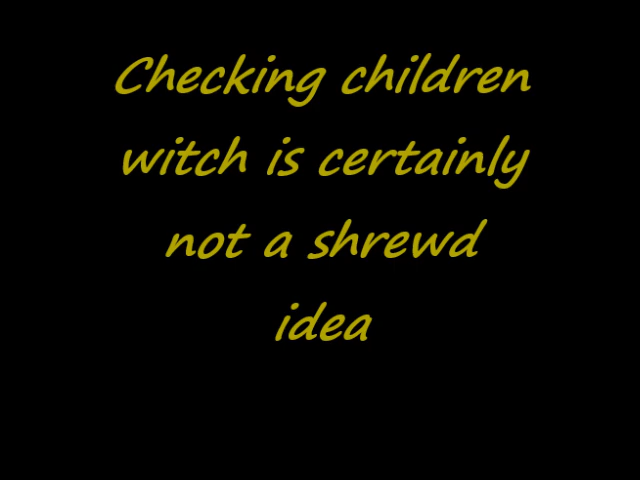 Checking children
witch is certainly
not a shrewd
idea